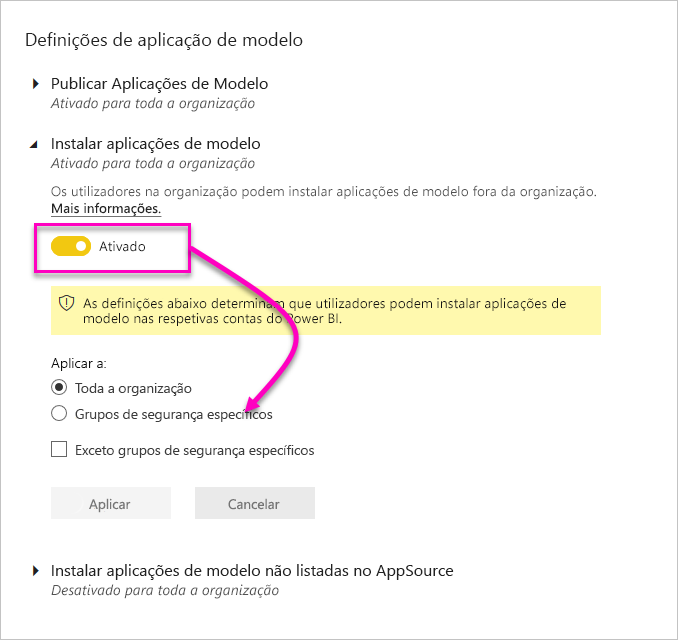 Definições de aplicação de modelo
Publicar Aplicações de Modelo
Ativado para toda a organização
Instalar aplicações de modelo
Ativado para toda a organização
Os utilizadores na organização podem instalar aplicações de modelo fora da organização.
Mais informações.
Ativado
As definições abaixo determinam que utilizadores podem instalar aplicações de
modelo nas respetivas contas do Power BI.
Aplicar a:
Toda a organização
Grupos de segurança específicos
Exceto grupos de segurança específicos
Aplicar
Cancelar
Instalar aplicações de modelo não listadas no AppSource
Desativado para toda a organização